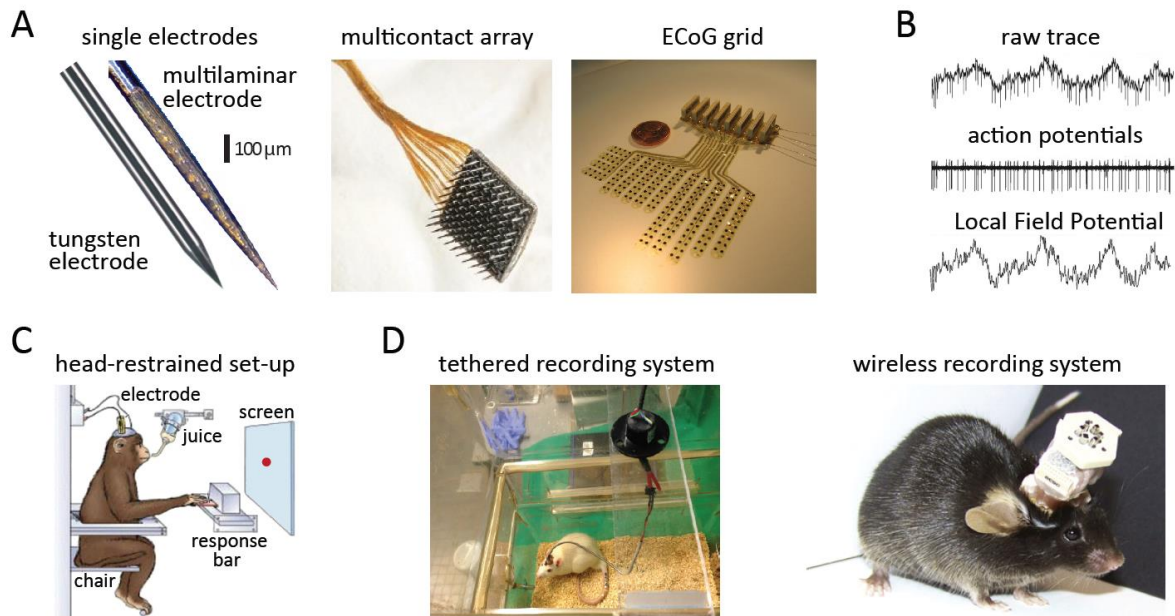 A
single electrodes
multilaminar
electrode
100 µm
tungsten
electrode
multicontact array
ECoG grid
B
raw trace
action potentials
Local Field Potential
C
head-restrained set-up
electrode
juice
screen
response
bar
chair
D
tethered recording system
wireless recording system